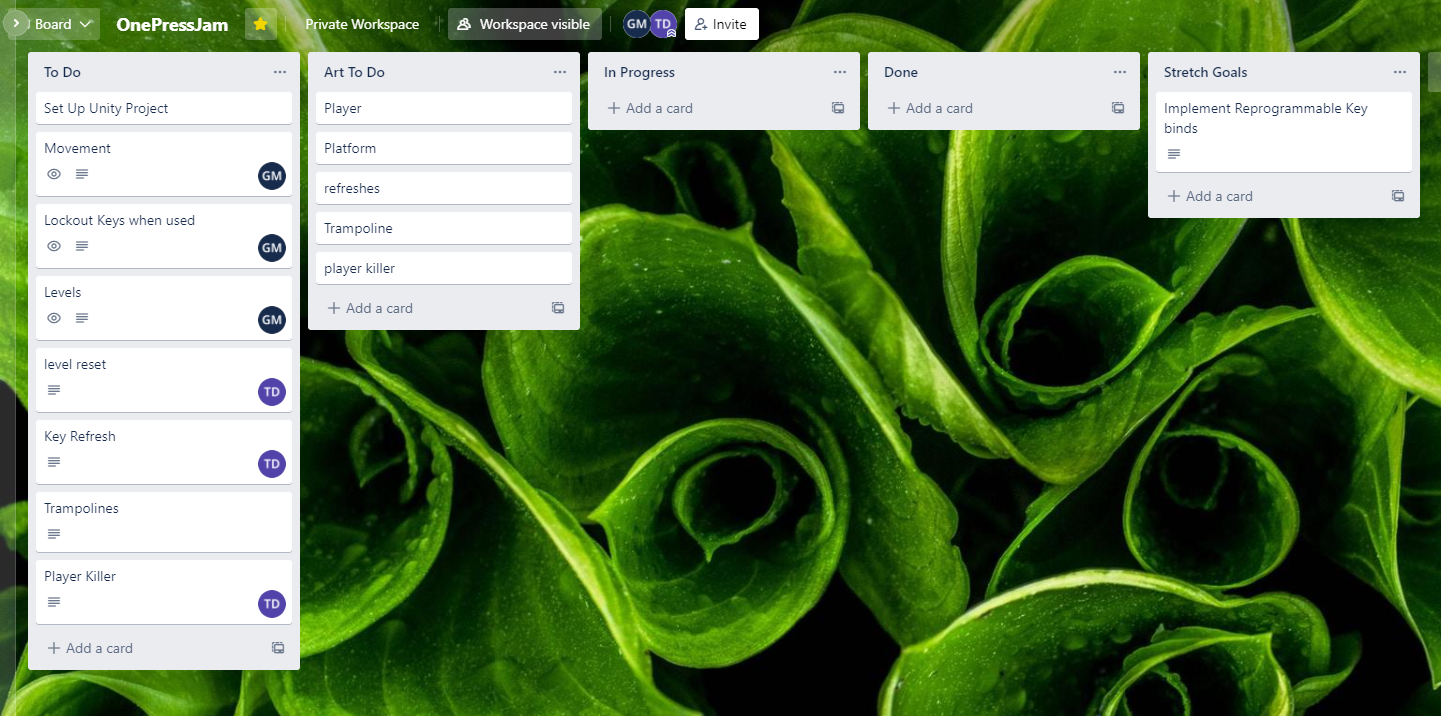 Board
OnePressJam
Private Workspace
Workspace visible
GM
TD
Invite
To Do
Set Up Unity Project
Movement
GM
Lockout Keys when used
GM
Levels
GM
level reset
TD
Key Refresh
TD
Trampolines
Player Killer
TD
Add a card
Art To Do
Player
Platform
refreshes
Trampoline
player killer
Add a card
In Progress
Add a card
Done
Add a card
Stretch Goals
Implement Reprogrammable Key
binds
Add a card